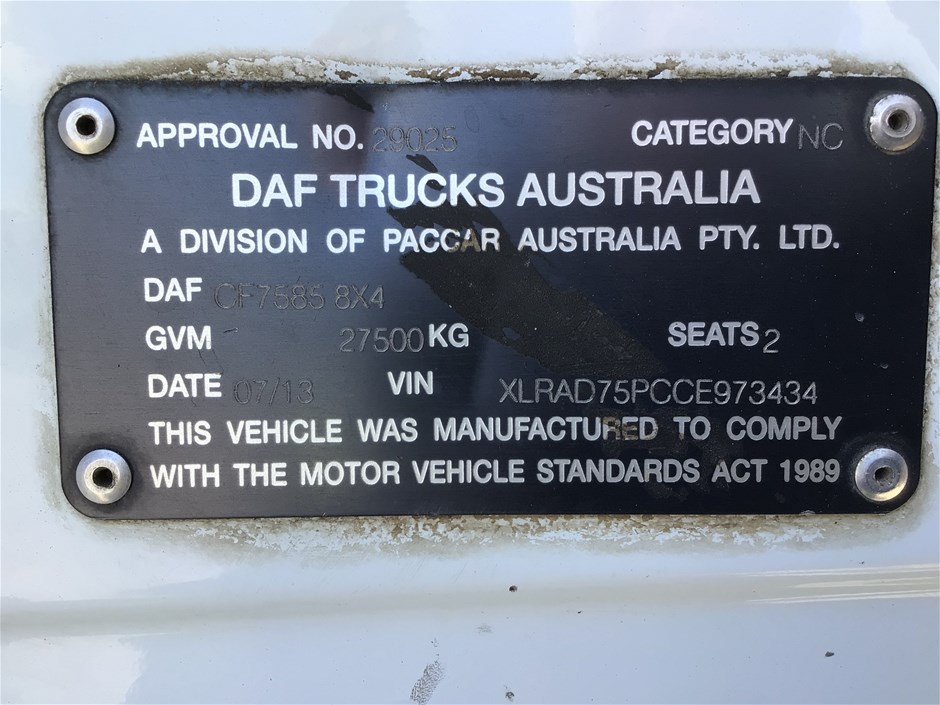 APPROVAL NO. 29025 CATEGORY NC
DAF TRUCKS AUSTRALIA
A DIVISION OF PACCAR AUSTRALIA PTY. LTD.
DAF CF7585 8X4
GVM 27500 KG SEATS 2
DATE 07/13 VIN XLRAD75PCCE973434
THIS VEHICLE WAS MANUFACTURED TO COMPLY
WITH THE MOTOR VEHICLE STANDARDS ACT 1989